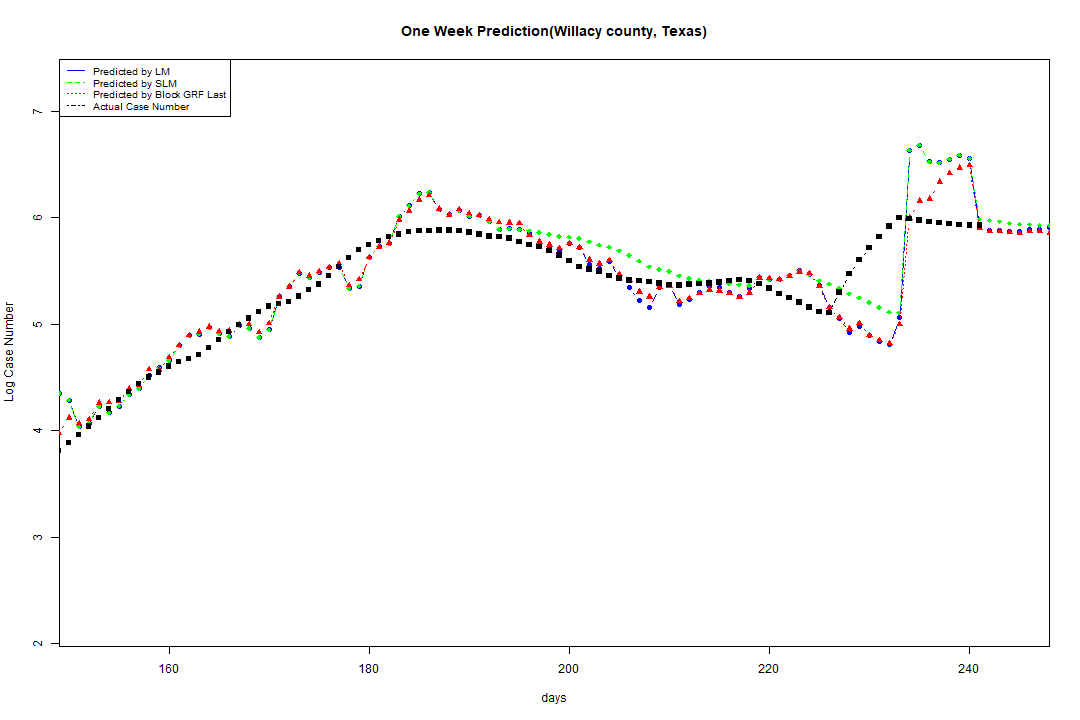 One Week Prediction(Willacy county, Texas)
Predicted by LM
Predicted by SLM
Predicted by Block GRF Last
Actual Case Number
7
6
5
4
3
2
Log Case Number
160 180 200 220 240
days